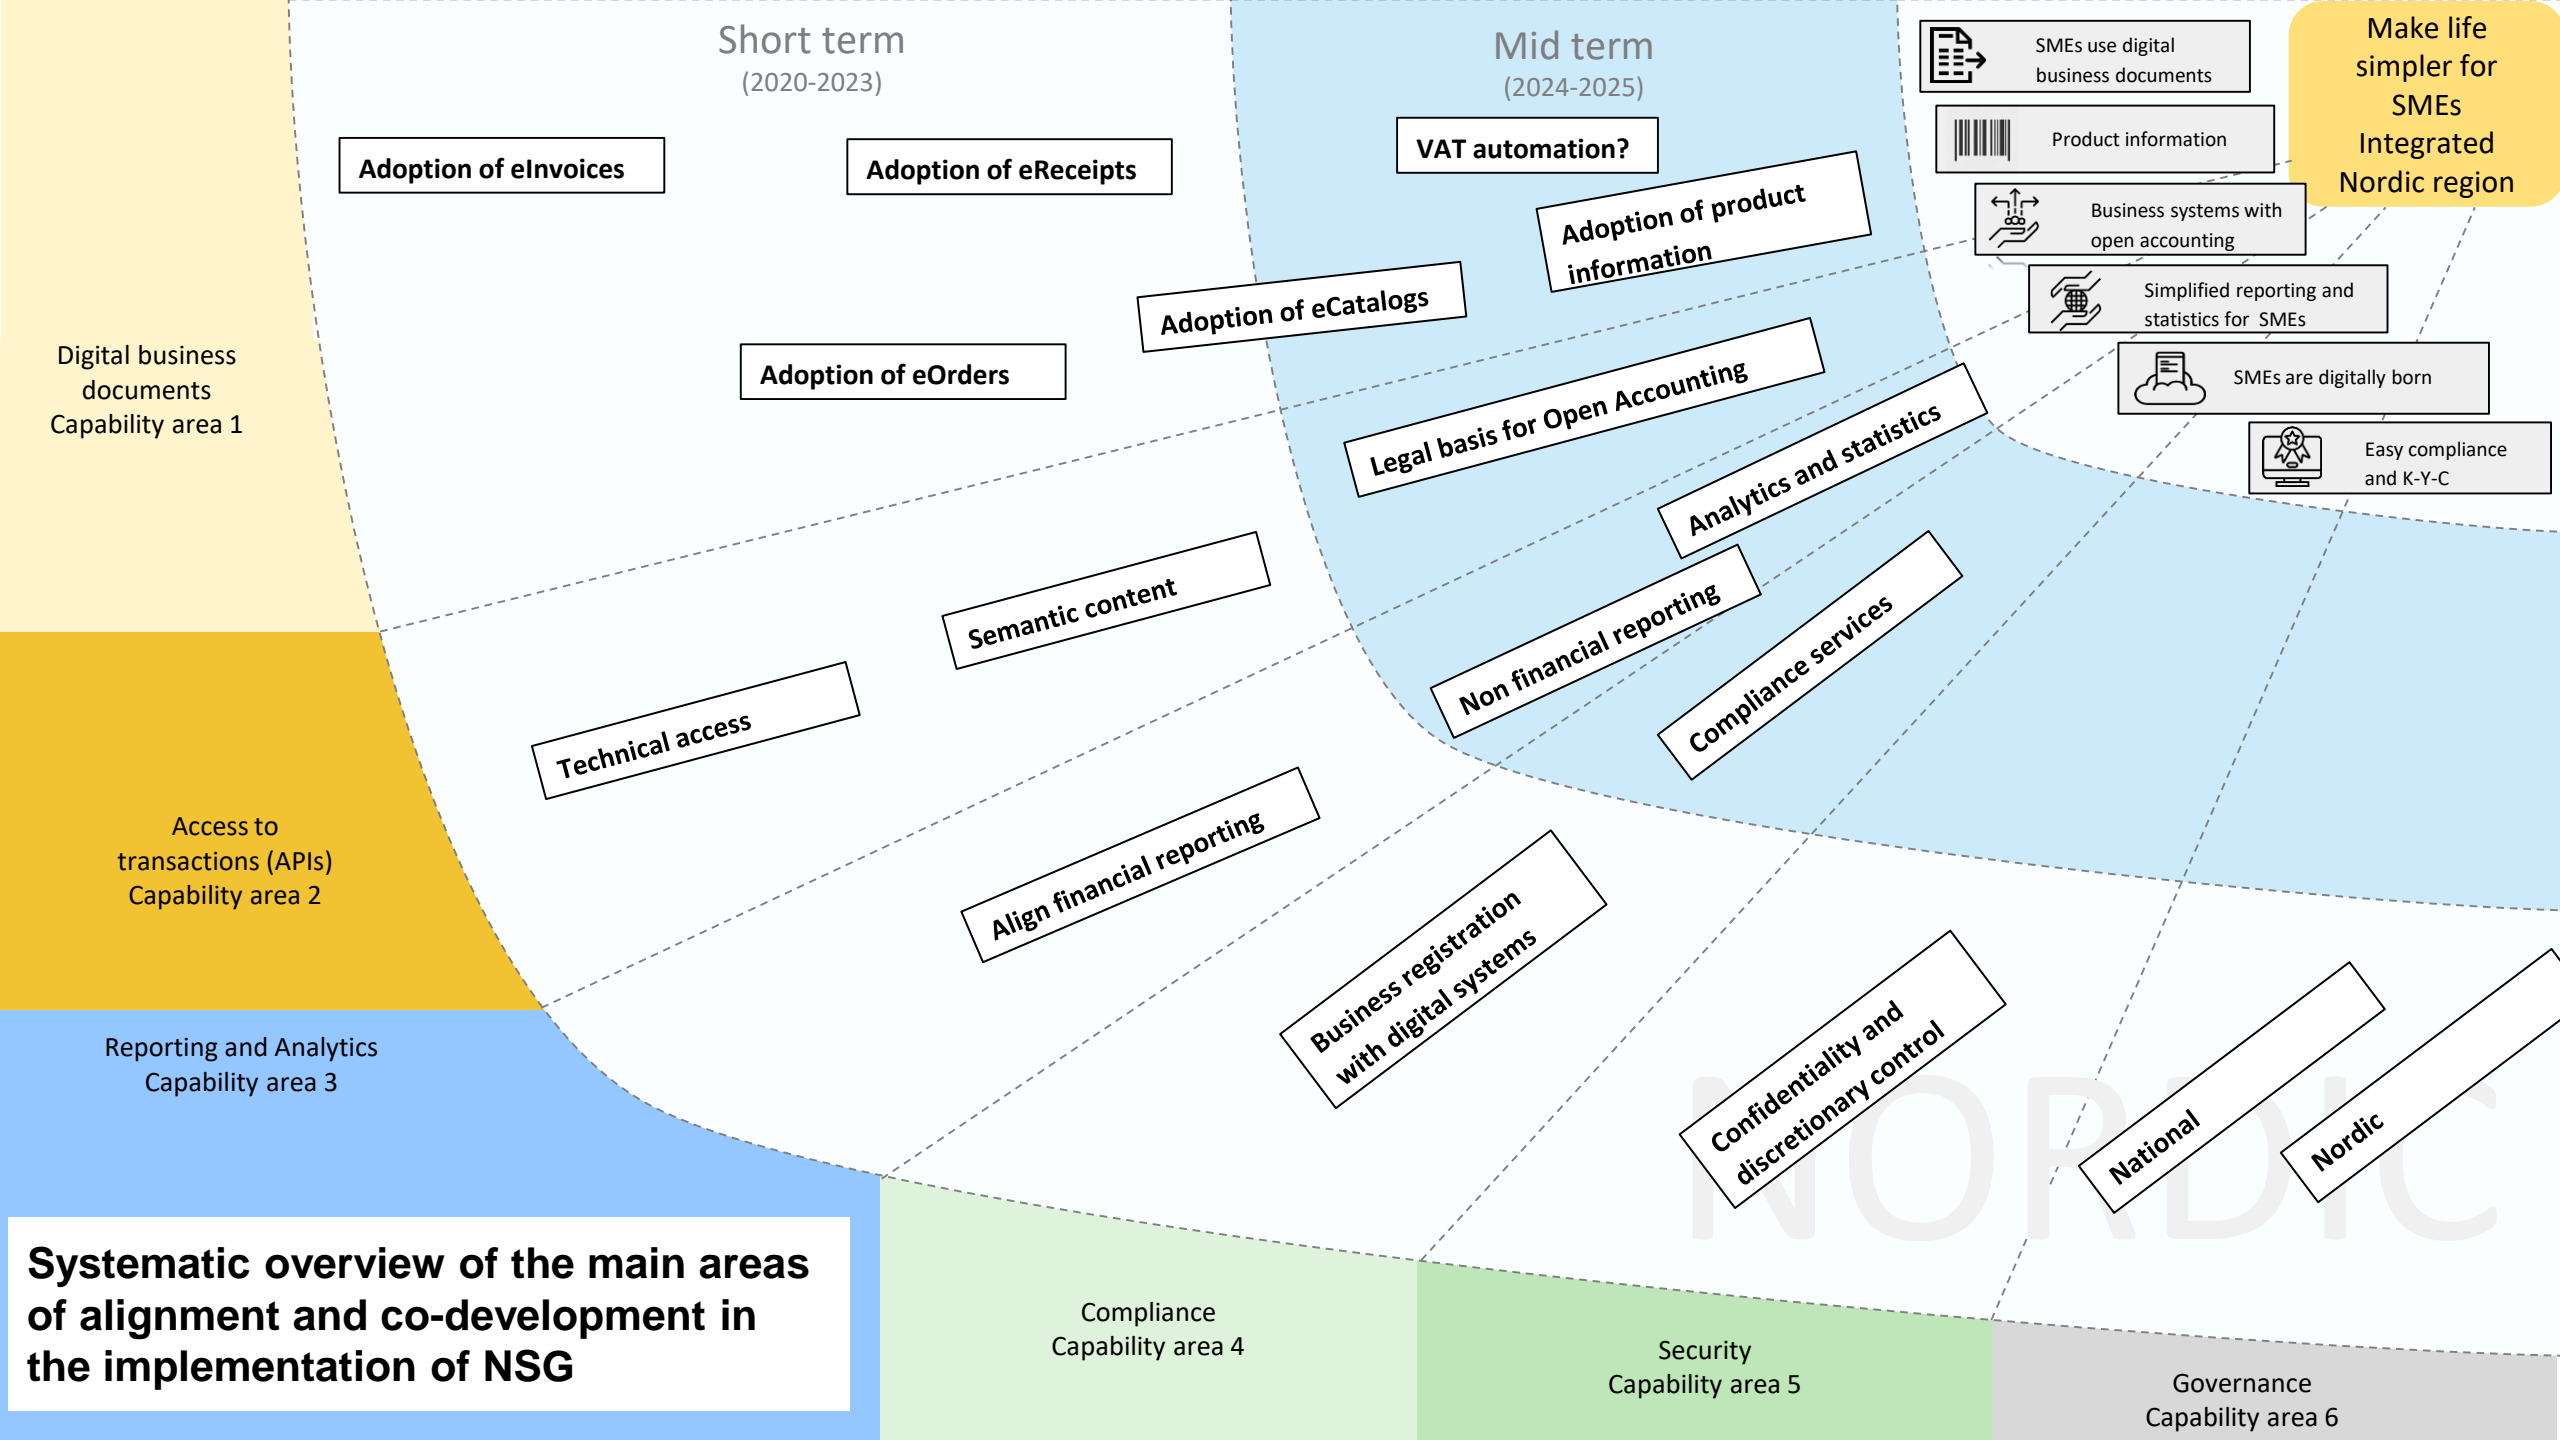 Short term
(2020-2023)
Mid term
(2024-2025)
SMEs use digital
business documents
Product information
Business systems with
open accounting
Simplified reporting and
statistics for SMEs
SMEs are digitally born
Easy compliance
and K-Y-C
Make life
simpler for
SMEs
Integrated
Nordic region
Adoption of eInvoices
Adoption of eReceipts
VAT automation?
Adoption of product
information
Adoption of eCatalogs
Adoption of eOrders
Legal basis for Open Accounting
Analytics and statistics
Semantic content
Technical access
Non financial reporting
Compliance services
Align financial reporting
Business registration
with digital systems
Confidentiality and
discretionary control
National
Nordic
NORDIC
Digital business
documents
Capability area 1
Access to
transactions (APIs)
Capability area 2
Reporting and Analytics
Capability area 3
Compliance
Capability area 4
Security
Capability area 5
Governance
Capability area 6
Systematic overview of the main areas
of alignment and co-development in
the implementation of NSG